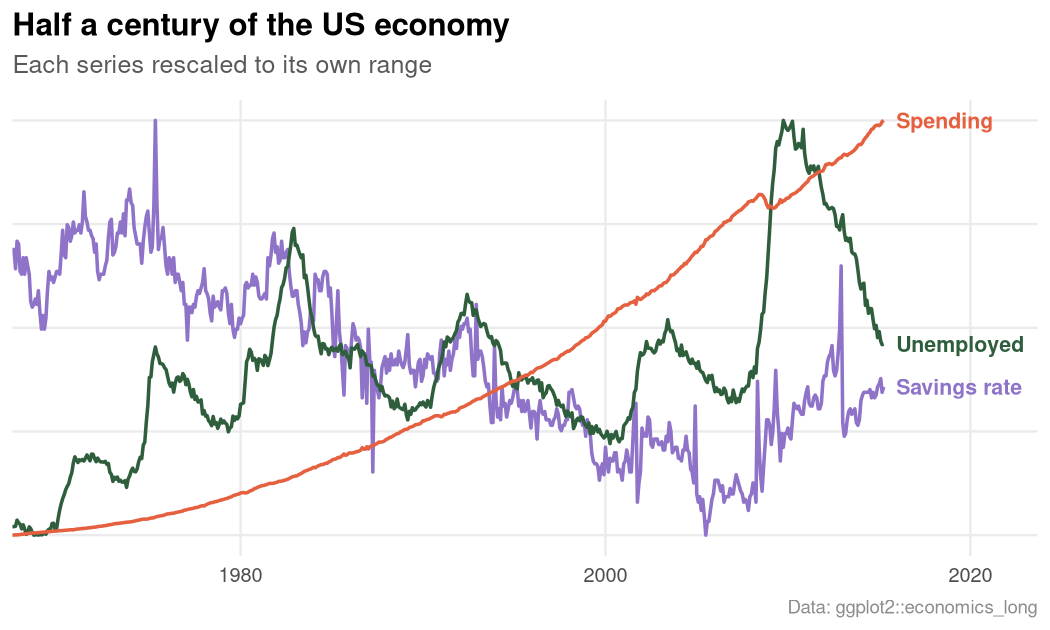 Half a century of the US economy
Each series rescaled to its own range
Spending
Unemployed
Savings rate
1980 2000 2020
Data: ggplot2::economics_long